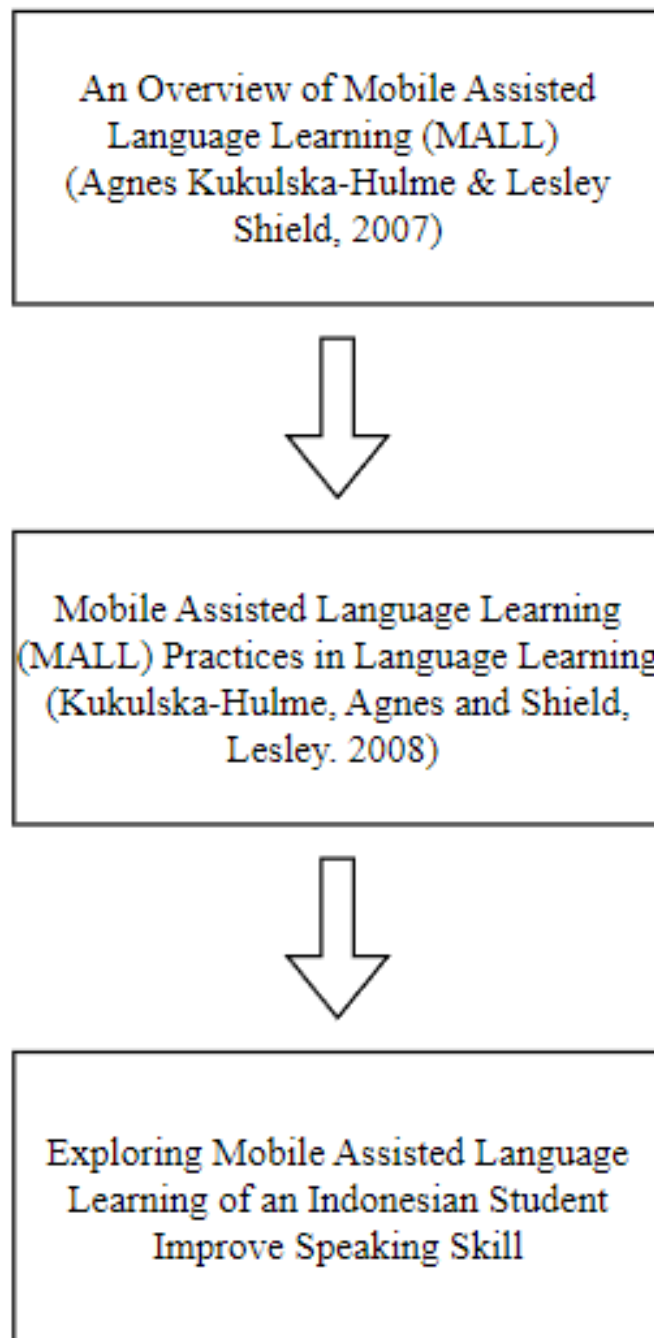 An Overview of Mobile Assisted
Language Learning (MALL)
(Agnes Kukulska-Hulme & Lesley
Shield, 2007)
Mobile Assisted Language Learning
(MALL) Practices in Language Learning
(Kukulska-Hulme, Agnes and Shield,
Lesley. 2008)
Exploring Mobile Assisted Language
Learning of an Indonesian Student
Improve Speaking Skill